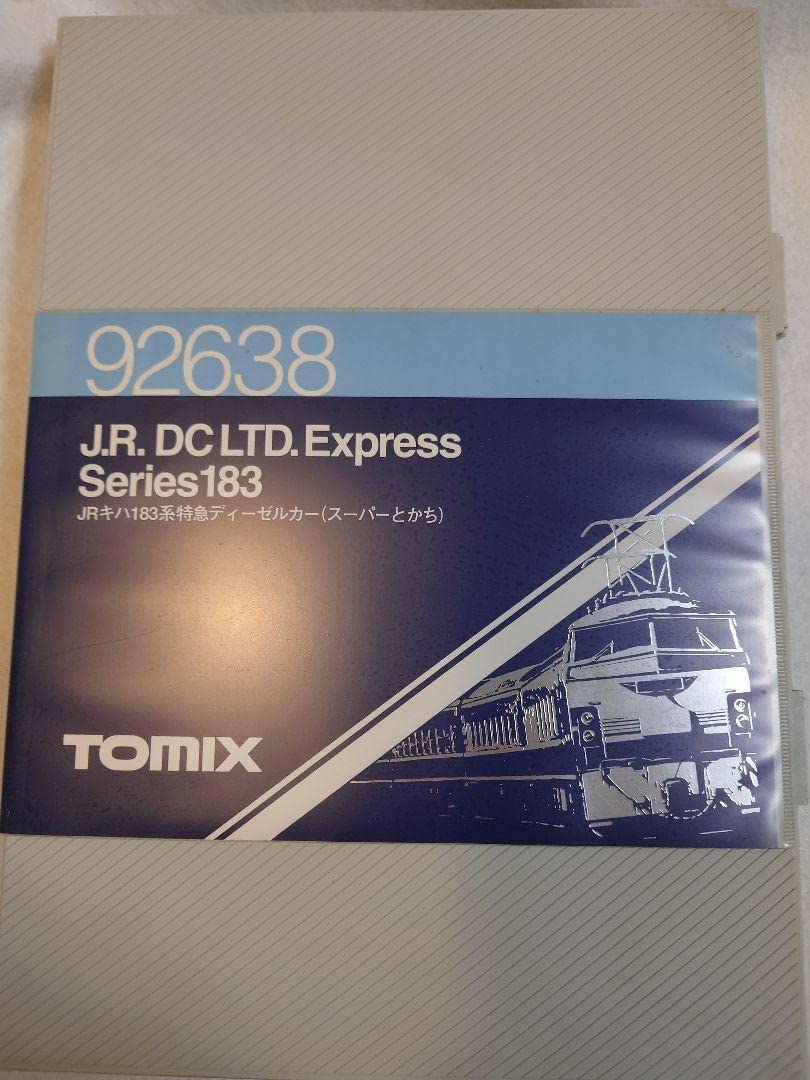 92638
J.R. DC LTD. Express
Series183
JRキハ183系特急ディーゼルカー(スーパーとかち)
TOMIX